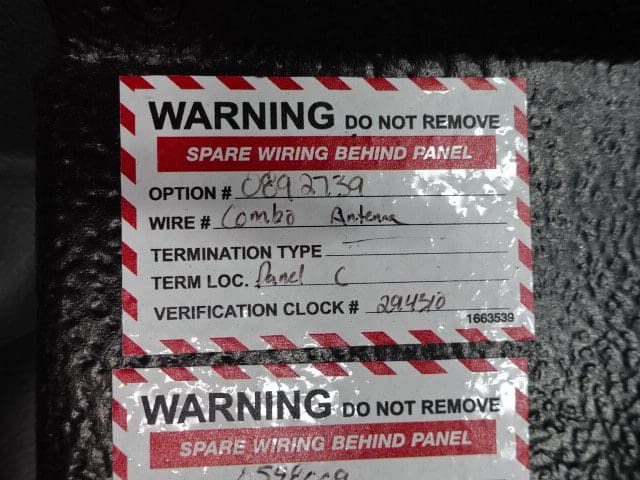 WARNING DO NOT REMOVE
SPARE WIRING BEHIND PANEL
OPTION # 0892739
WIRE # Combo Antenna
TERMINATION TYPE
TERM LOC. Panel C
VERIFICATION CLOCK # 294310
1663539
WARNING DO NOT REMOVE
SPARE WIRING BEHIND PANEL